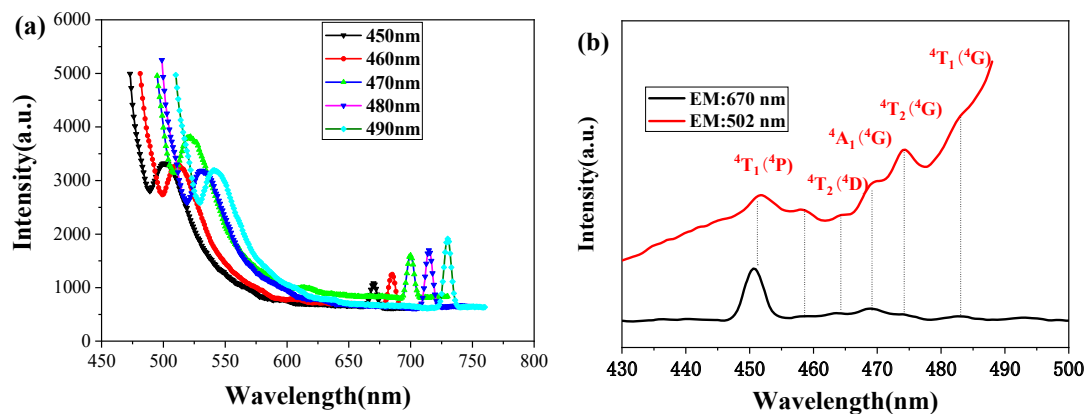 (a)
6000
5000
4000
3000
2000
1000
0
Intensity(a.u.)
450nm
460nm
470nm
480nm
490nm
450 500 550 600 650 700 750 800
Wavelength(nm)
(b)
Intensity(a.u.)
EM:670 nm
EM:502 nm
⁴T₁(⁴P)
⁴T₂(⁴D)
⁴A₁(⁴G)
⁴T₂(⁴G)
⁴T₁(⁴G)
430 440 450 460 470 480 490 500
Wavelength(nm)